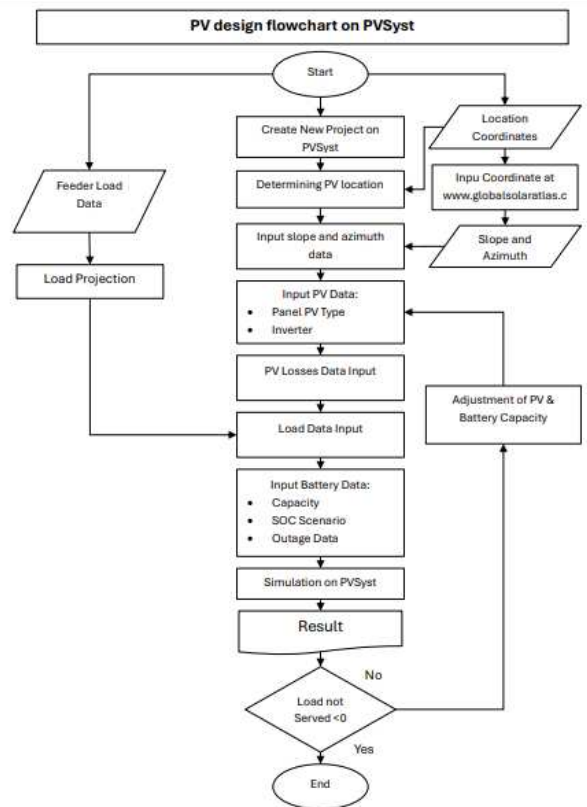 PV design flowchart on PVSyst
Start
Create New Project on
PVSyst
Location
Coordinates
Determining PV location
Inpu Coordinate at
www.globalsolaratlas.c
Feeder Load
Data
Input slope and azimuth
data
Slope and
Azimuth
Load Projection
Input PV Data:
• Panel PV Type
• Inverter
PV Losses Data Input
Adjustment of PV &
Battery Capacity
Load Data Input
Input Battery Data:
• Capacity
• SOC Scenario
• Outage Data
Simulation on PVSyst
Result
No
Load not
Served <0
Yes
End